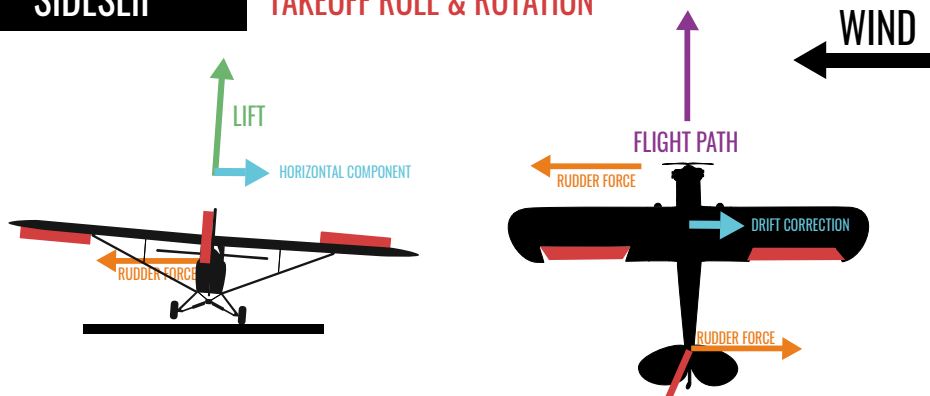 SIDESLIP
TAKEOFF ROLL & ROTATION
WIND
LIFT
HORIZONTAL COMPONENT
RUDDER FORCE
FLIGHT PATH
RUDDER FORCE
DRIFT CORRECTION
RUDDER FORCE